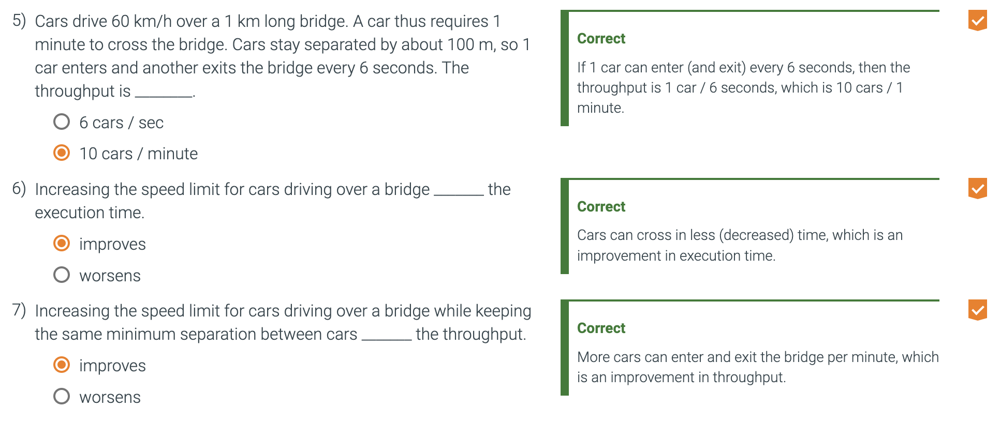 5) Cars drive 60 km/h over a 1 km long bridge. A car thus requires 1
minute to cross the bridge. Cars stay separated by about 100 m, so 1
car enters and another exits the bridge every 6 seconds. The
throughput is ________.
6 cars / sec
10 cars / minute
Correct
If 1 car can enter (and exit) every 6 seconds, then the
throughput is 1 car / 6 seconds, which is 10 cars / 1
minute.
6) Increasing the speed limit for cars driving over a bridge _______ the
execution time.
improves
worsens
Correct
Cars can cross in less (decreased) time, which is an
improvement in execution time.
7) Increasing the speed limit for cars driving over a bridge while keeping
the same minimum separation between cars _______ the throughput.
improves
worsens
Correct
More cars can enter and exit the bridge per minute, which
is an improvement in throughput.